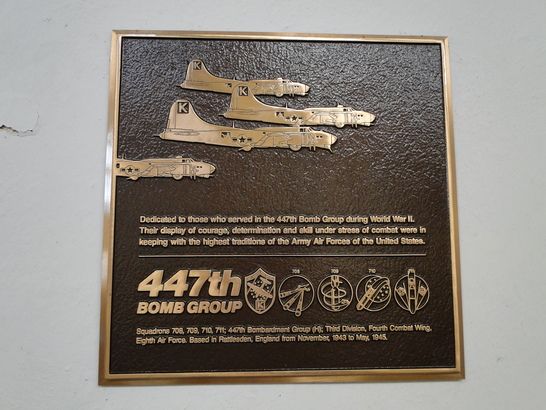 K
K
K
Dedicated to those who served in the 447th Bomb Group during World War II.
Their display of courage, determination and skill under stress of combat were in
keeping with the highest traditions of the Army Air Forces of the United States.
447th
BOMB GROUP
708 709 710
Squadrons 708, 709, 710, 711; 447th Bombardment Group (H); Third Division, Fourth Combat Wing,
Eighth Air Force. Based in Rattlesden, England from November, 1943 to May, 1945.